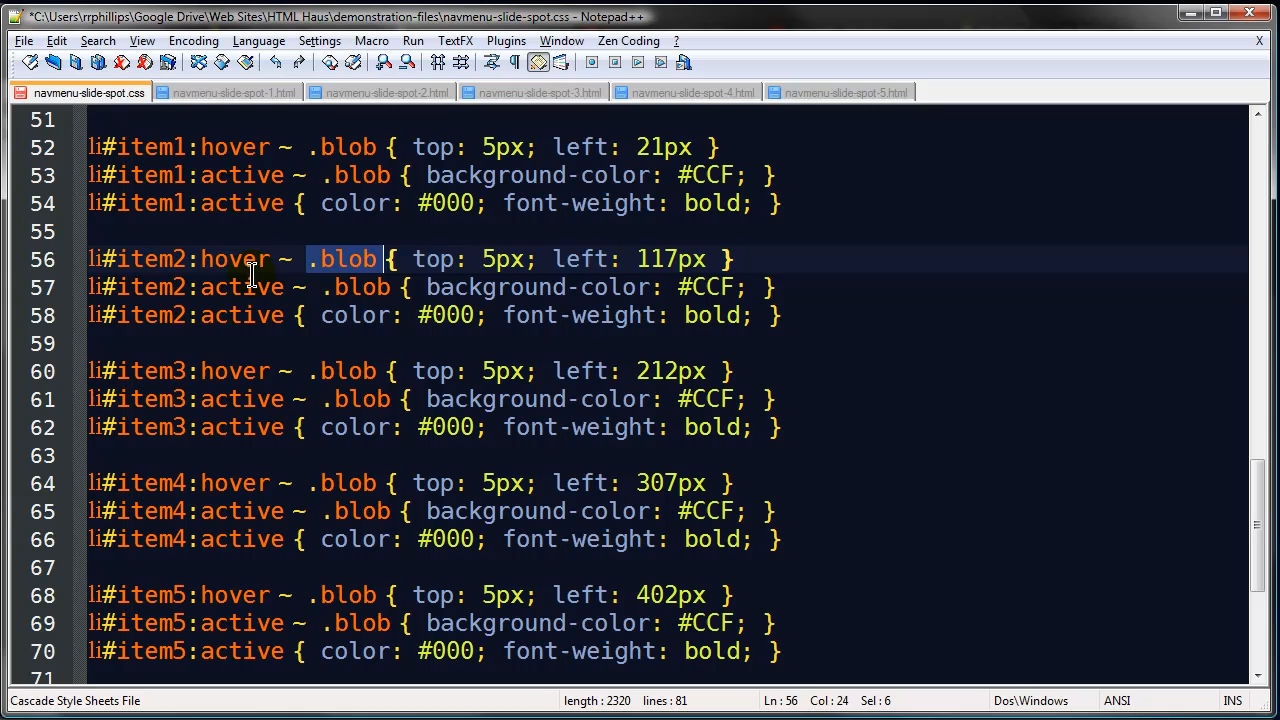 *C:\Users\rrphillips\Google Drive\Web Sites\HTML Haus\demonstration-files\navmenu-slide-spot.css - Notepad++
File Edit Search View Encoding Language Settings Macro Run TextFX Plugins Window Zen Coding ? X
navmenu-slide-spot.css navmenu-slide-spot-1.html navmenu-slide-spot-2.html navmenu-slide-spot-3.html navmenu-slide-spot-4.html navmenu-slide-spot-5.html
51
52 li#item1:hover ~ .blob { top: 5px; left: 21px }
53 li#item1:active ~ .blob { background-color: #CCF; }
54 li#item1:active { color: #000; font-weight: bold; }
55
56 li#item2:hover ~ .blob { top: 5px; left: 117px }
57 li#item2:active ~ .blob { background-color: #CCF; }
58 li#item2:active { color: #000; font-weight: bold; }
59
60 li#item3:hover ~ .blob { top: 5px; left: 212px }
61 li#item3:active ~ .blob { background-color: #CCF; }
62 li#item3:active { color: #000; font-weight: bold; }
63
64 li#item4:hover ~ .blob { top: 5px; left: 307px }
65 li#item4:active ~ .blob { background-color: #CCF; }
66 li#item4:active { color: #000; font-weight: bold; }
67
68 li#item5:hover ~ .blob { top: 5px; left: 402px }
69 li#item5:active ~ .blob { background-color: #CCF; }
70 li#item5:active { color: #000; font-weight: bold; }
71
Cascade Style Sheets File length : 2320 lines : 81 Ln : 56 Col : 24 Sel : 6 Dos\Windows ANSI INS